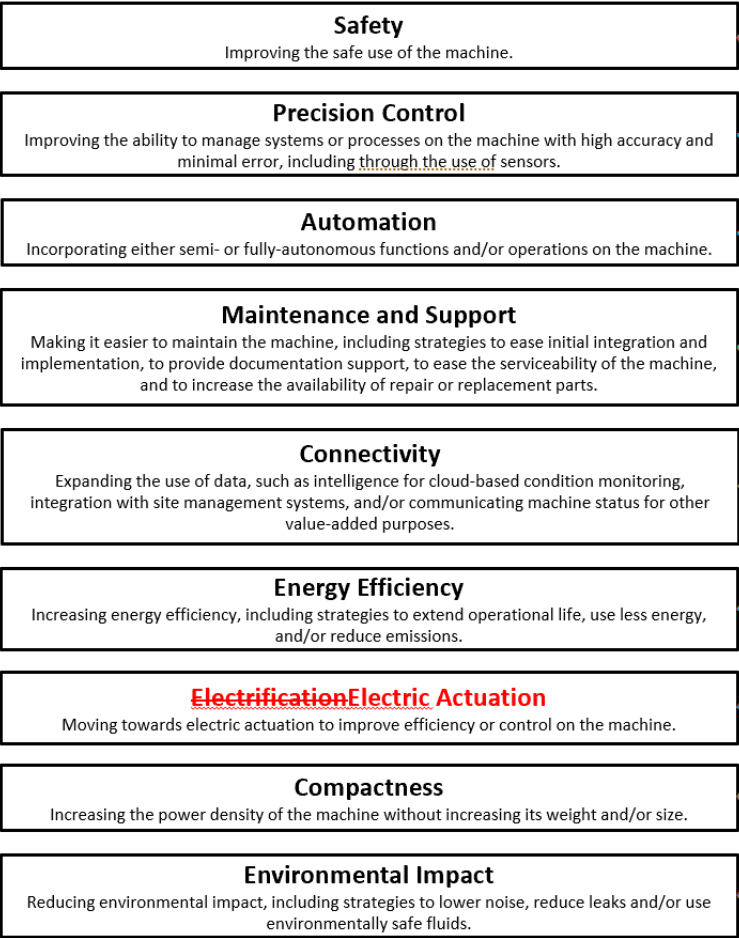 Safety
Improving the safe use of the machine.
Precision Control
Improving the ability to manage systems or processes on the machine with high accuracy and
minimal error, including through the use of sensors.
Automation
Incorporating either semi- or fully-autonomous functions and/or operations on the machine.
Maintenance and Support
Making it easier to maintain the machine, including strategies to ease initial integration and
implementation, to provide documentation support, to ease the serviceability of the machine,
and to increase the availability of repair or replacement parts.
Connectivity
Expanding the use of data, such as intelligence for cloud-based condition monitoring,
integration with site management systems, and/or communicating machine status for other
value-added purposes.
Energy Efficiency
Increasing energy efficiency, including strategies to extend operational life, use less energy,
and/or reduce emissions.
ElectrificationElectric Actuation
Moving towards electric actuation to improve efficiency or control on the machine.
Compactness
Increasing the power density of the machine without increasing its weight and/or size.
Environmental Impact
Reducing environmental impact, including strategies to lower noise, reduce leaks and/or use
environmentally safe fluids.